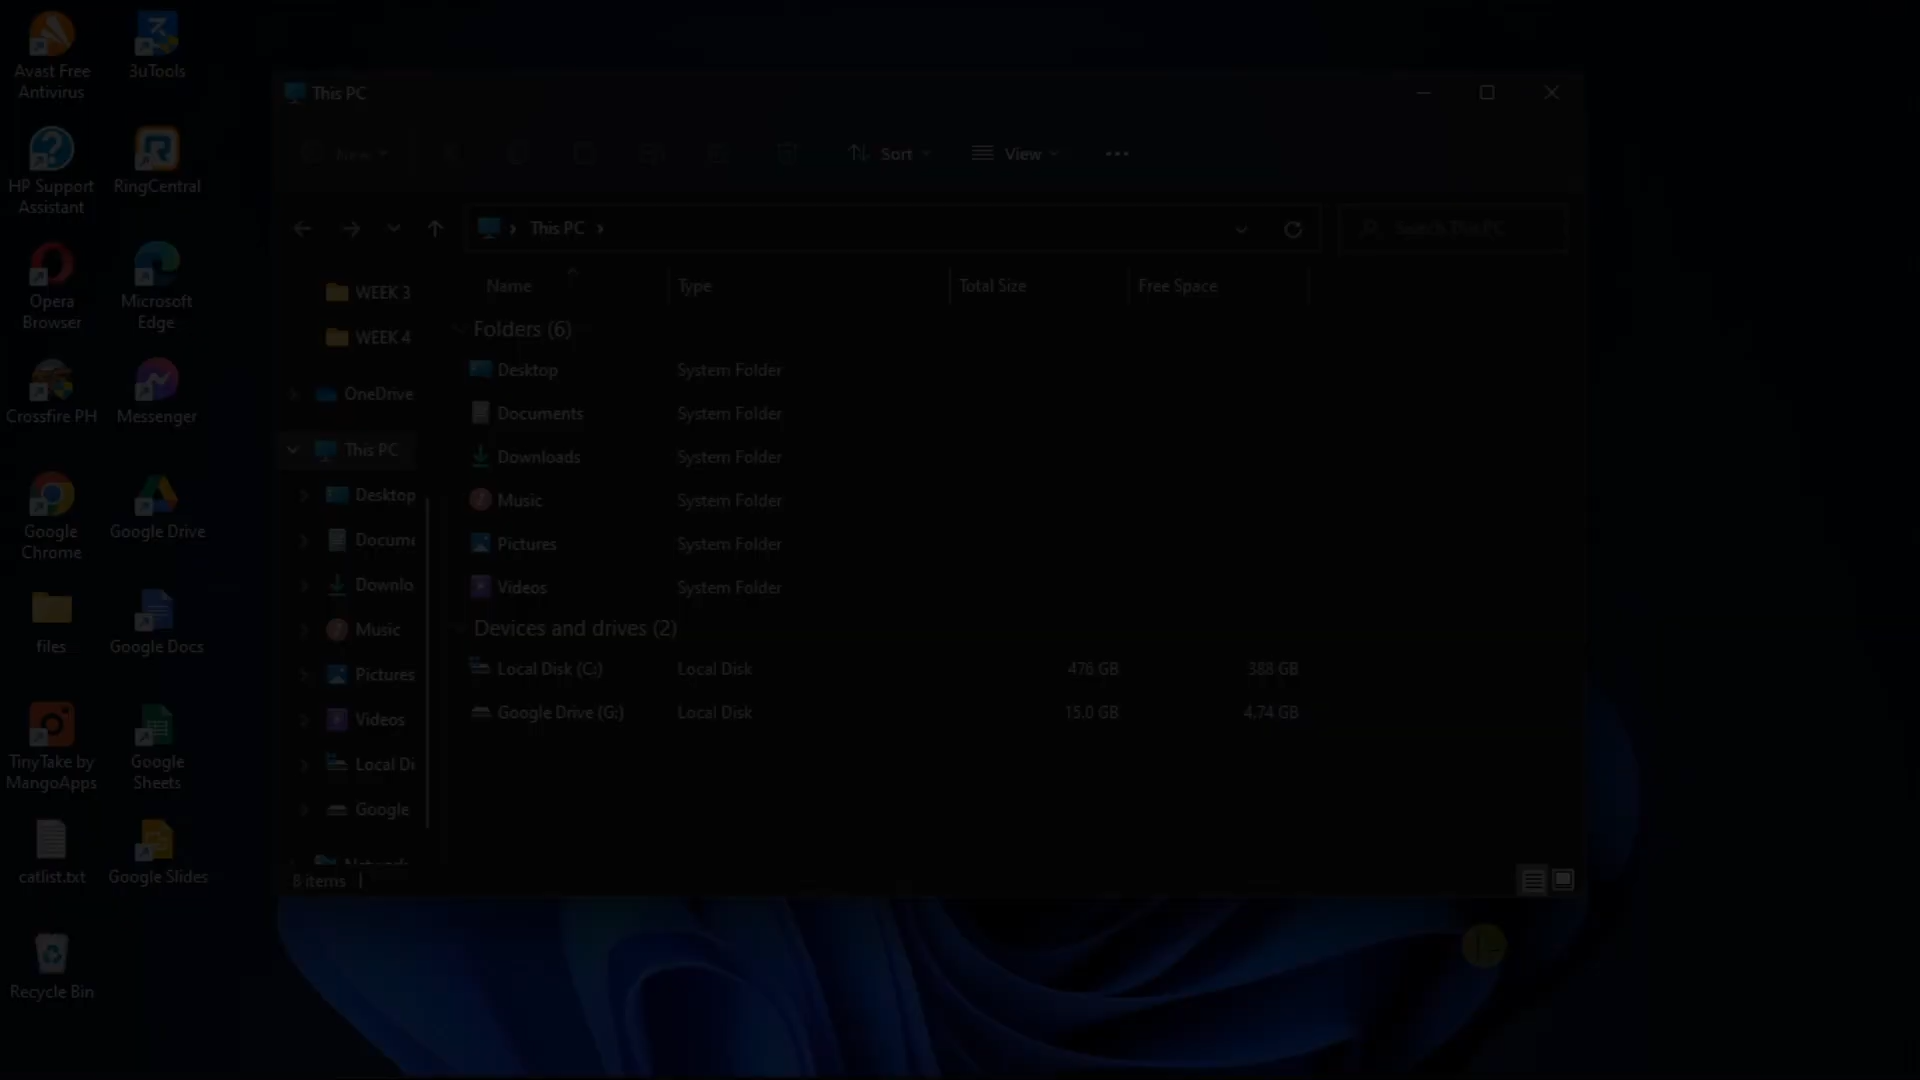 Avast Free
Antivirus
3uTools
HP Support
Assistant
RingCentral
Opera
Browser
Microsoft
Edge
Crossfire PH
Messenger
Google
Chrome
Google Drive
files
Google Docs
TinyTake by
MangoApps
Google
Sheets
catlist.txt
Google Slides
Recycle Bin
This PC
New
Sort
View
This PC
Search This PC
WEEK 3
WEEK 4
OneDrive
This PC
Desktop
Docume
Downlo
Music
Pictures
Videos
Local Di
Google
Network
Name Type Total Size Free Space
Folders (6)
Desktop System Folder
Documents System Folder
Downloads System Folder
Music System Folder
Pictures System Folder
Videos System Folder
Devices and drives (2)
Local Disk (C:) Local Disk 476 GB 388 GB
Google Drive (G:) Local Disk 15.0 GB 4.74 GB
8 items